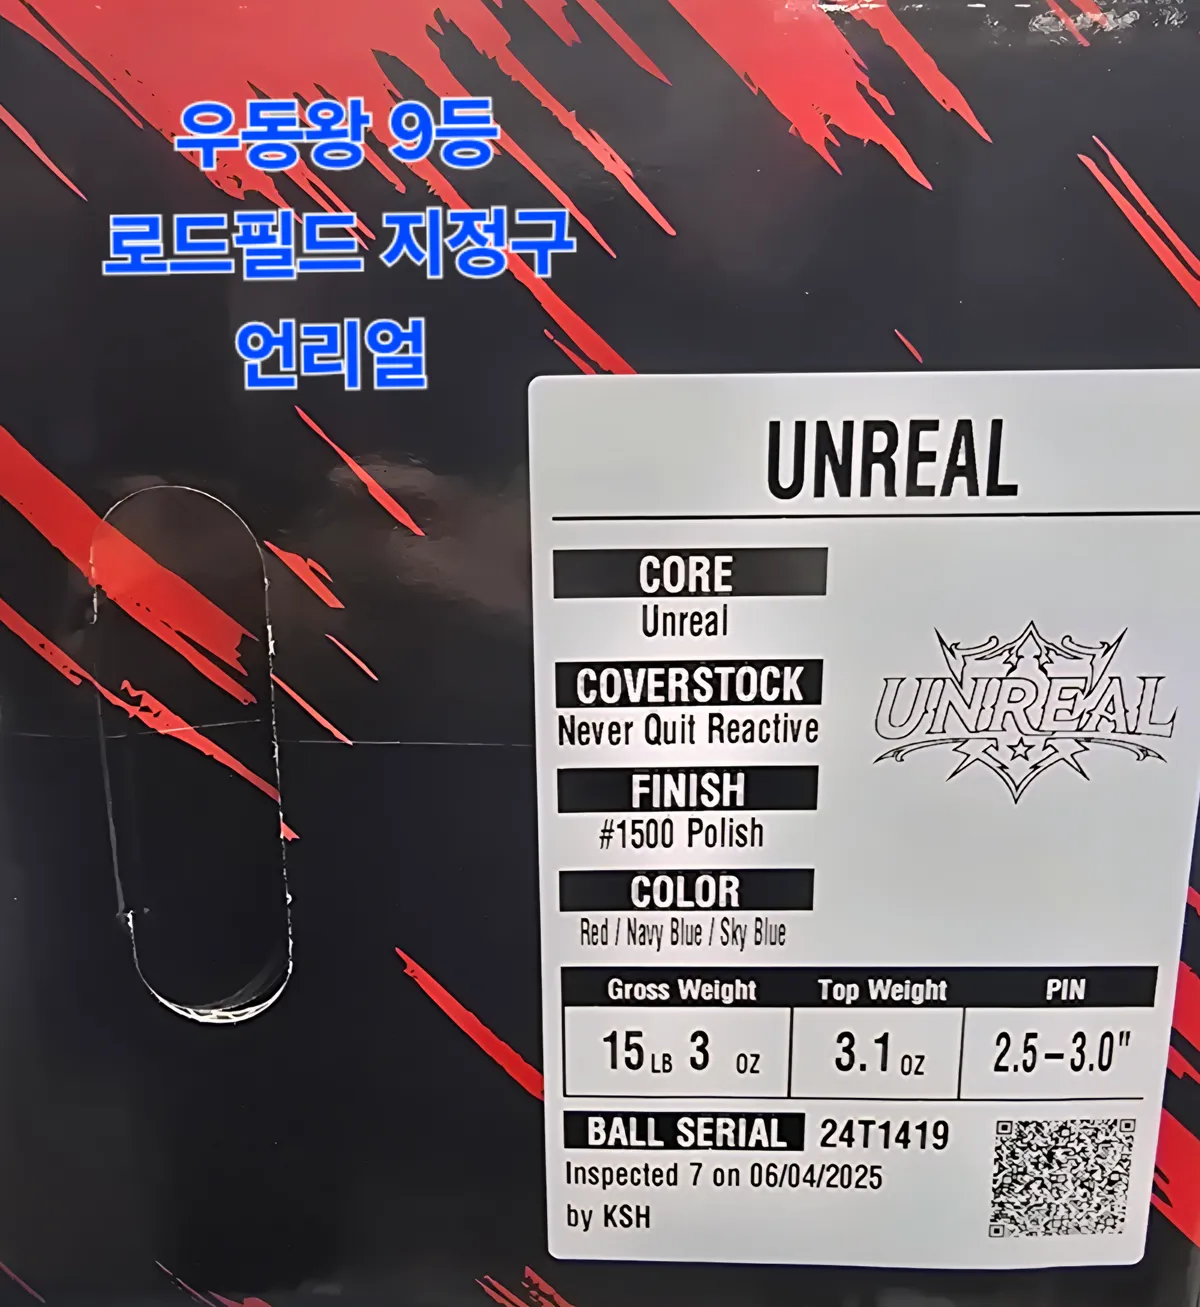 우동왕 9등
로드필드 지정구
언리얼
UNREAL
CORE
Unreal
COVERSTOCK
Never Quit Reactive
FINISH
#1500 Polish
COLOR
Red / Navy Blue / Sky Blue
UNREAL
Gross Weight Top Weight PIN
15 LB 3 oz 3.1 oz 2.5-3.0"
BALL SERIAL 24T1419
Inspected 7 on 06/04/2025
by KSH